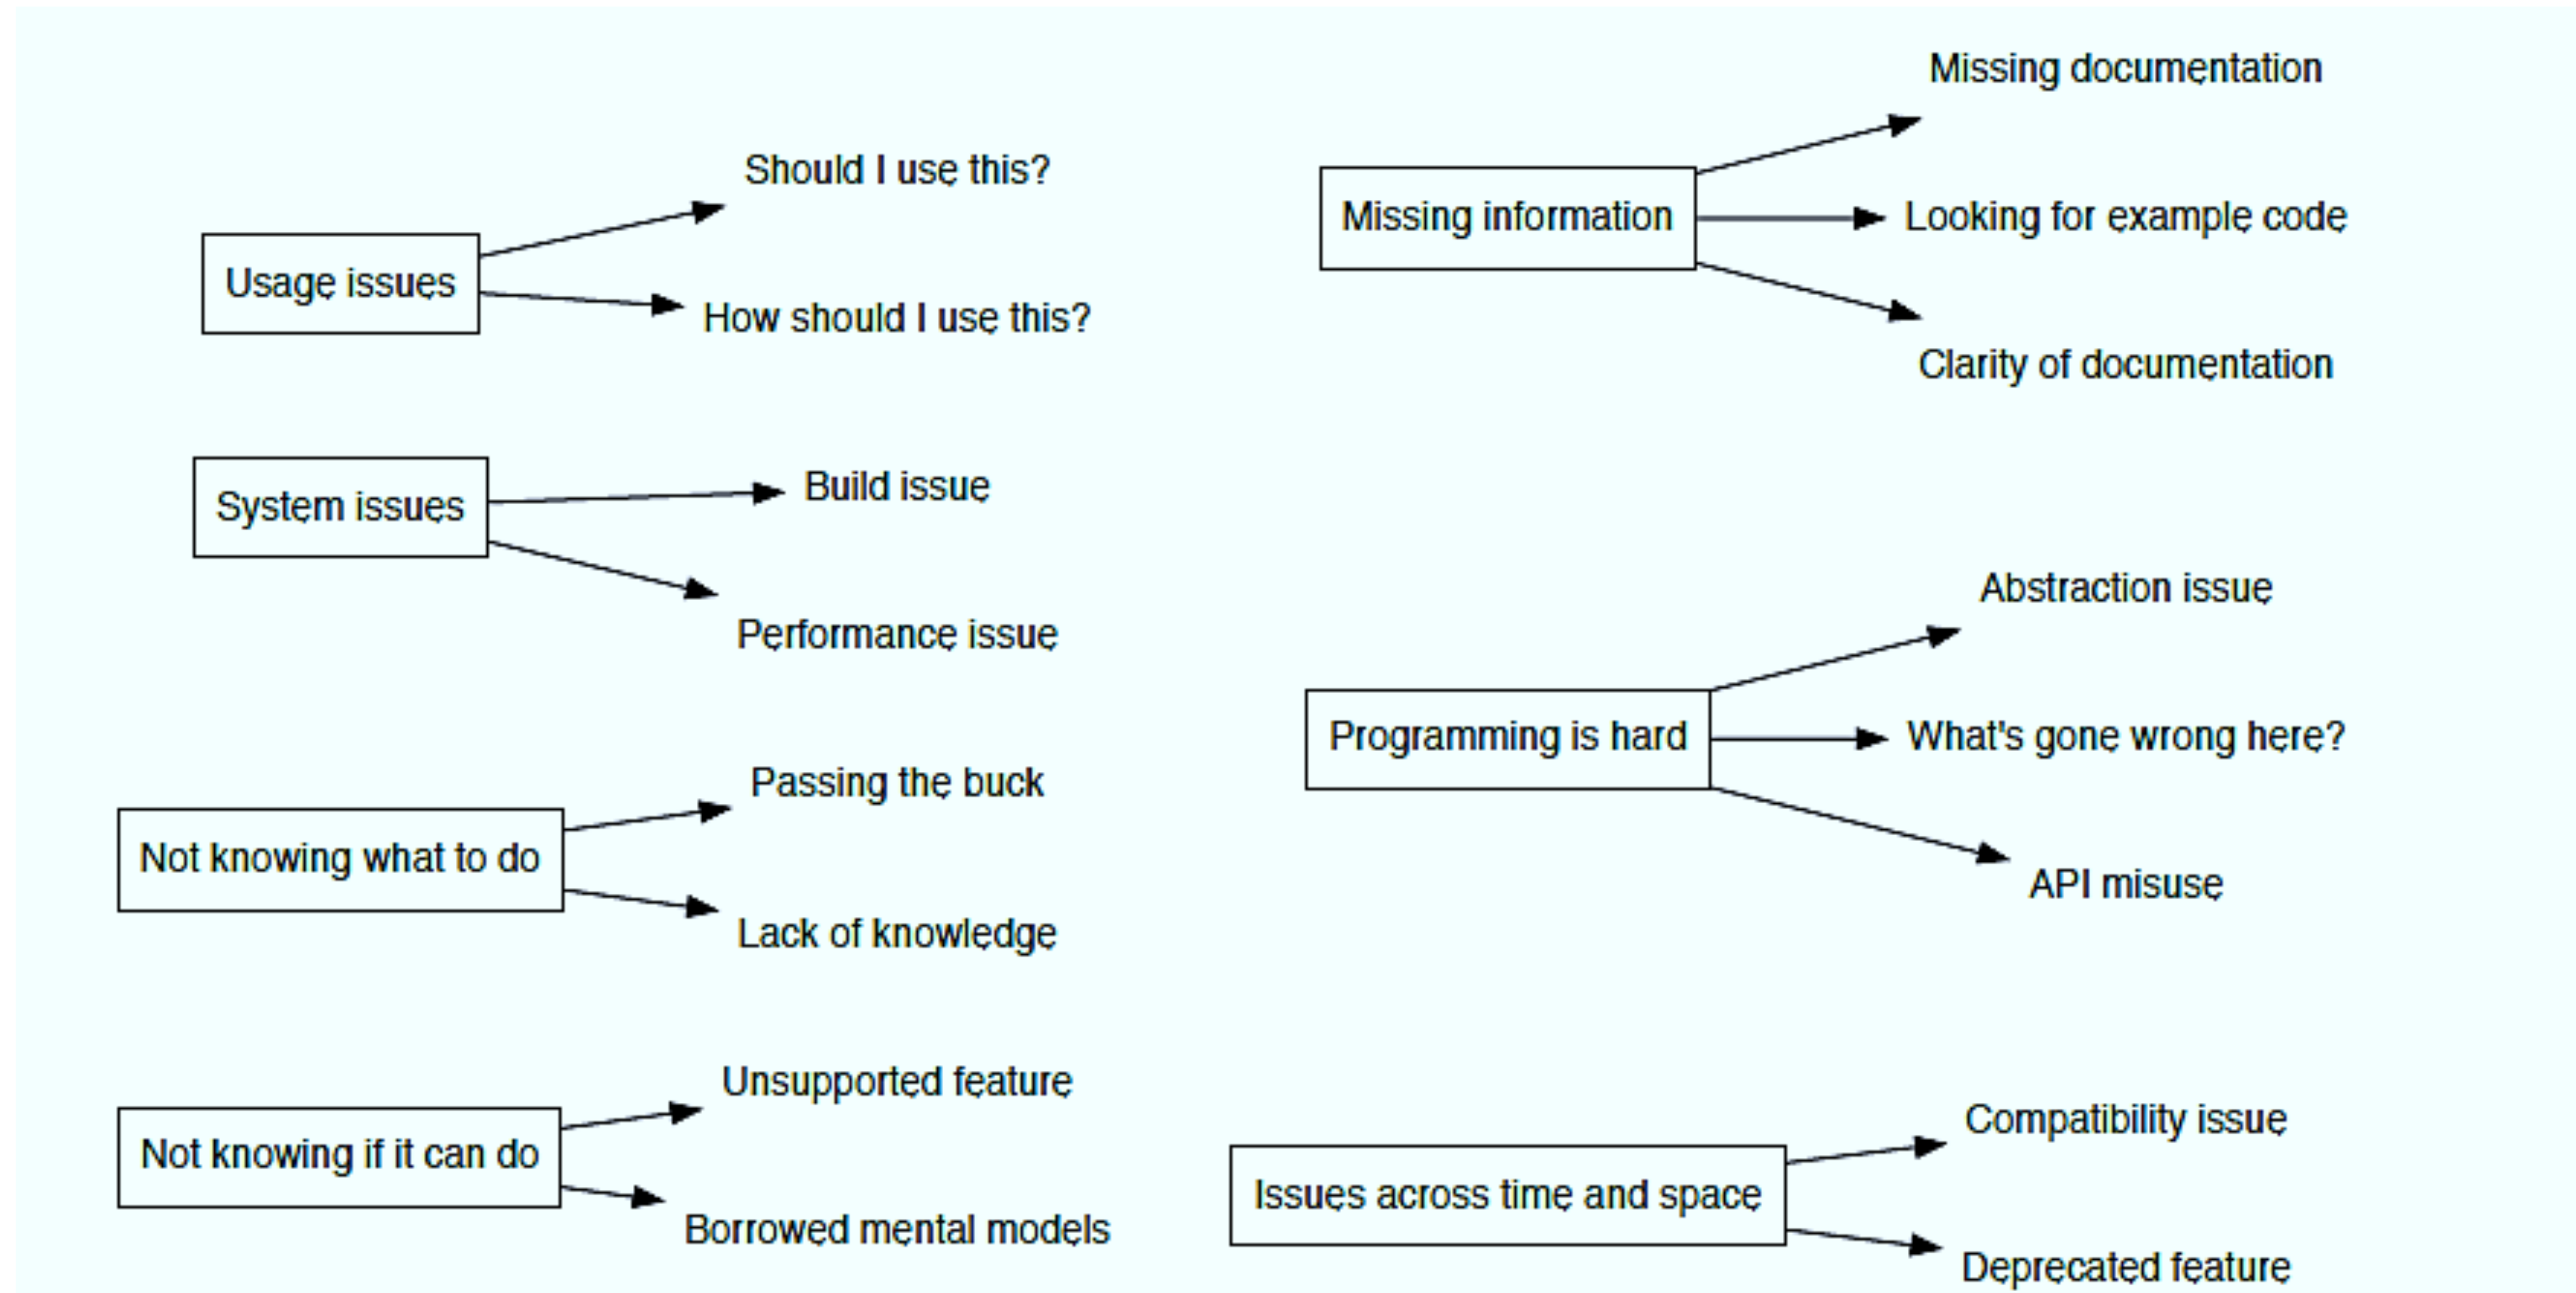 Usage issues
Should I use this?
How should I use this?
System issues
Build issue
Performance issue
Not knowing what to do
Passing the buck
Lack of knowledge
Not knowing if it can do
Unsupported feature
Borrowed mental models
Missing information
Missing documentation
Looking for example code
Clarity of documentation
Programming is hard
Abstraction issue
What's gone wrong here?
API misuse
Issues across time and space
Compatibility issue
Deprecated feature